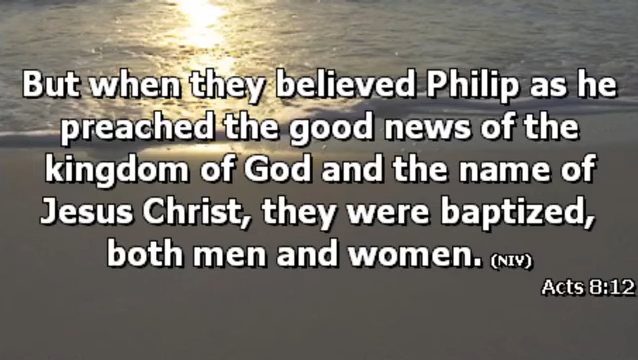 But when they believed Philip as he
preached the good news of the
kingdom of God and the name of
Jesus Christ, they were baptized,
both men and women. (NIV)
Acts 8:12